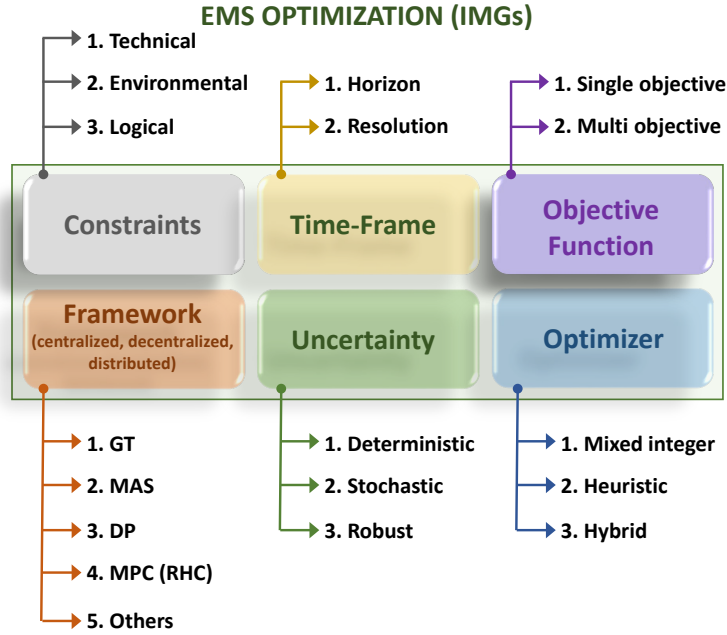 EMS OPTIMIZATION (IMGs)
1. Technical
2. Environmental
3. Logical
1. Horizon
2. Resolution
1. Single objective
2. Multi objective
Constraints
Time-Frame
Objective
Function
Framework
(centralized, decentralized,
distributed)
Uncertainty
Optimizer
1. GT
2. MAS
3. DP
4. MPC (RHC)
5. Others
1. Deterministic
2. Stochastic
3. Robust
1. Mixed integer
2. Heuristic
3. Hybrid